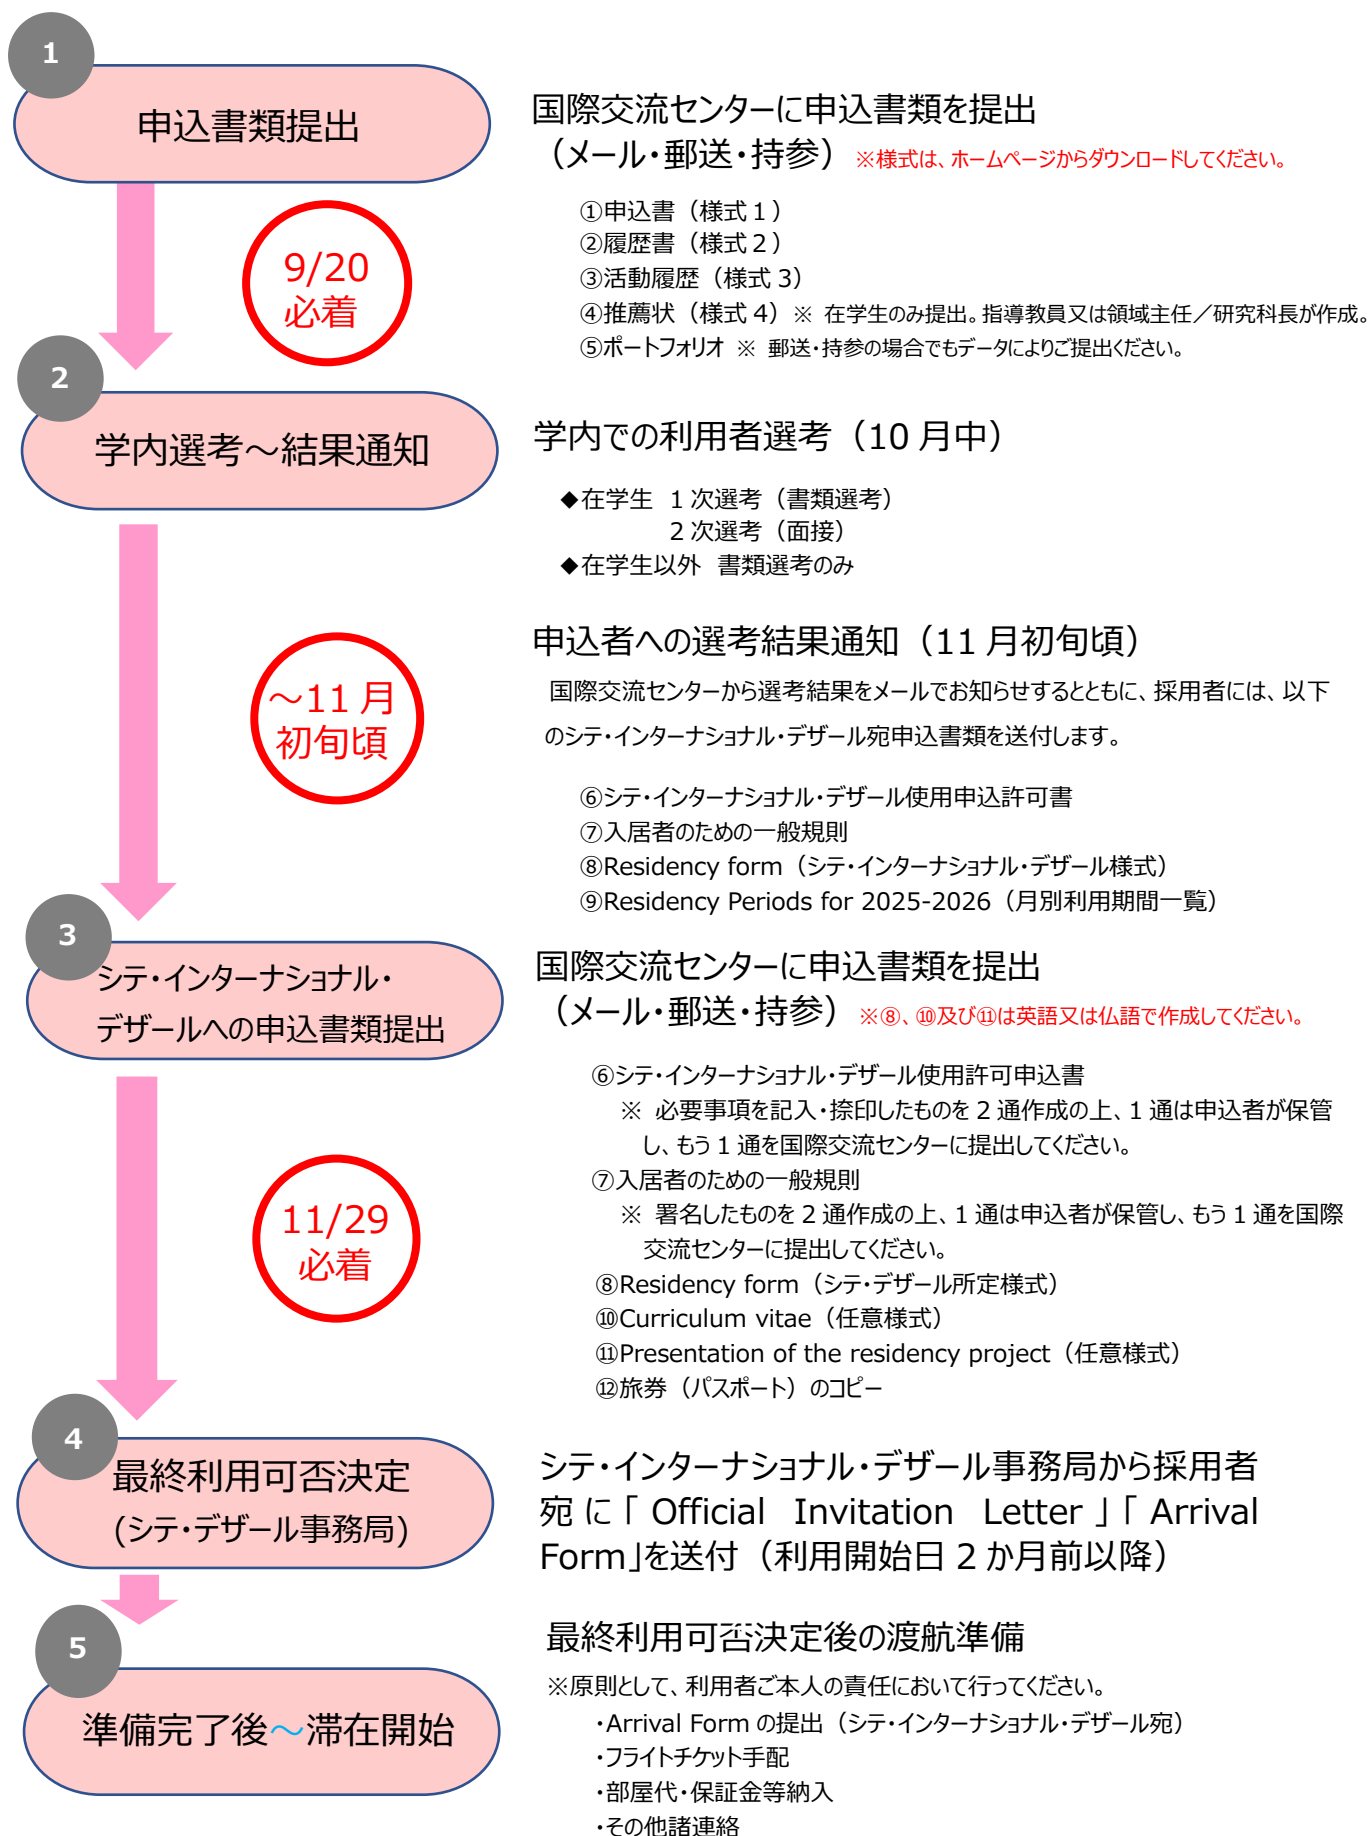 1
申込書類提出
国際交流センターに申込書類を提出
（メール・郵送・持参）※様式は、ホームページからダウンロードしてください。
①申込書（様式１）
②履歴書（様式２）
③活動履歴（様式３）
④推薦状（様式４）※ 在学生のみ提出。指導教員又は領域主任／研究科長が作成。
⑤ポートフォリオ ※ 郵送・持参の場合でもデータによりご提出ください。
9/20
必着
2
学内選考～結果通知
学内での利用者選考（10 月中）
◆在学生 １次選考（書類選考）
２次選考（面接）
◆在学生以外 書類選考のみ
申込者への選考結果通知（11 月初旬頃）
国際交流センターから選考結果をメールでお知らせするとともに、採用者には、以下
のシテ・インターナショナル・デザール宛申込書類を送付します。
～11 月
初旬頃
⑥シテ・インターナショナル・デザール使用申込許可書
⑦入居者のための一般規則
⑧Residency form（シテ・インターナショナル・デザール様式）
⑨Residency Periods for 2025-2026（月別利用期間一覧）
3
シテ・インターナショナル・
デザールへの申込書類提出
国際交流センターに申込書類を提出
（メール・郵送・持参）※⑧、⑩及び⑪は英語又は仏語で作成してください。
⑥シテ・インターナショナル・デザール使用許可申込書
※ 必要事項を記入・捺印したものを 2 通作成の上、1 通は申込者が保管
し、もう 1 通を国際交流センターに提出してください。
⑦入居者のための一般規則
※ 署名したものを 2 通作成の上、1 通は申込者が保管し、もう 1 通を国際
交流センターに提出してください。
⑧Residency form（シテ・デザール所定様式）
⑩Curriculum vitae（任意様式）
⑪Presentation of the residency project（任意様式）
⑫旅券（パスポート）のコピー
11/29
必着
4
最終利用可否決定
(シテ・デザール事務局)
シテ・インターナショナル・デザール事務局から採用者
宛に「Official Invitation Letter」「Arrival
Form」を送付（利用開始日 2 か月前以降）
5
準備完了後～滞在開始
最終利用可否決定後の渡航準備
※原則として、利用者ご本人の責任において行ってください。
・Arrival Form の提出（シテ・インターナショナル・デザール宛）
・フライトチケット手配
・部屋代・保証金等納入
・その他諸連絡